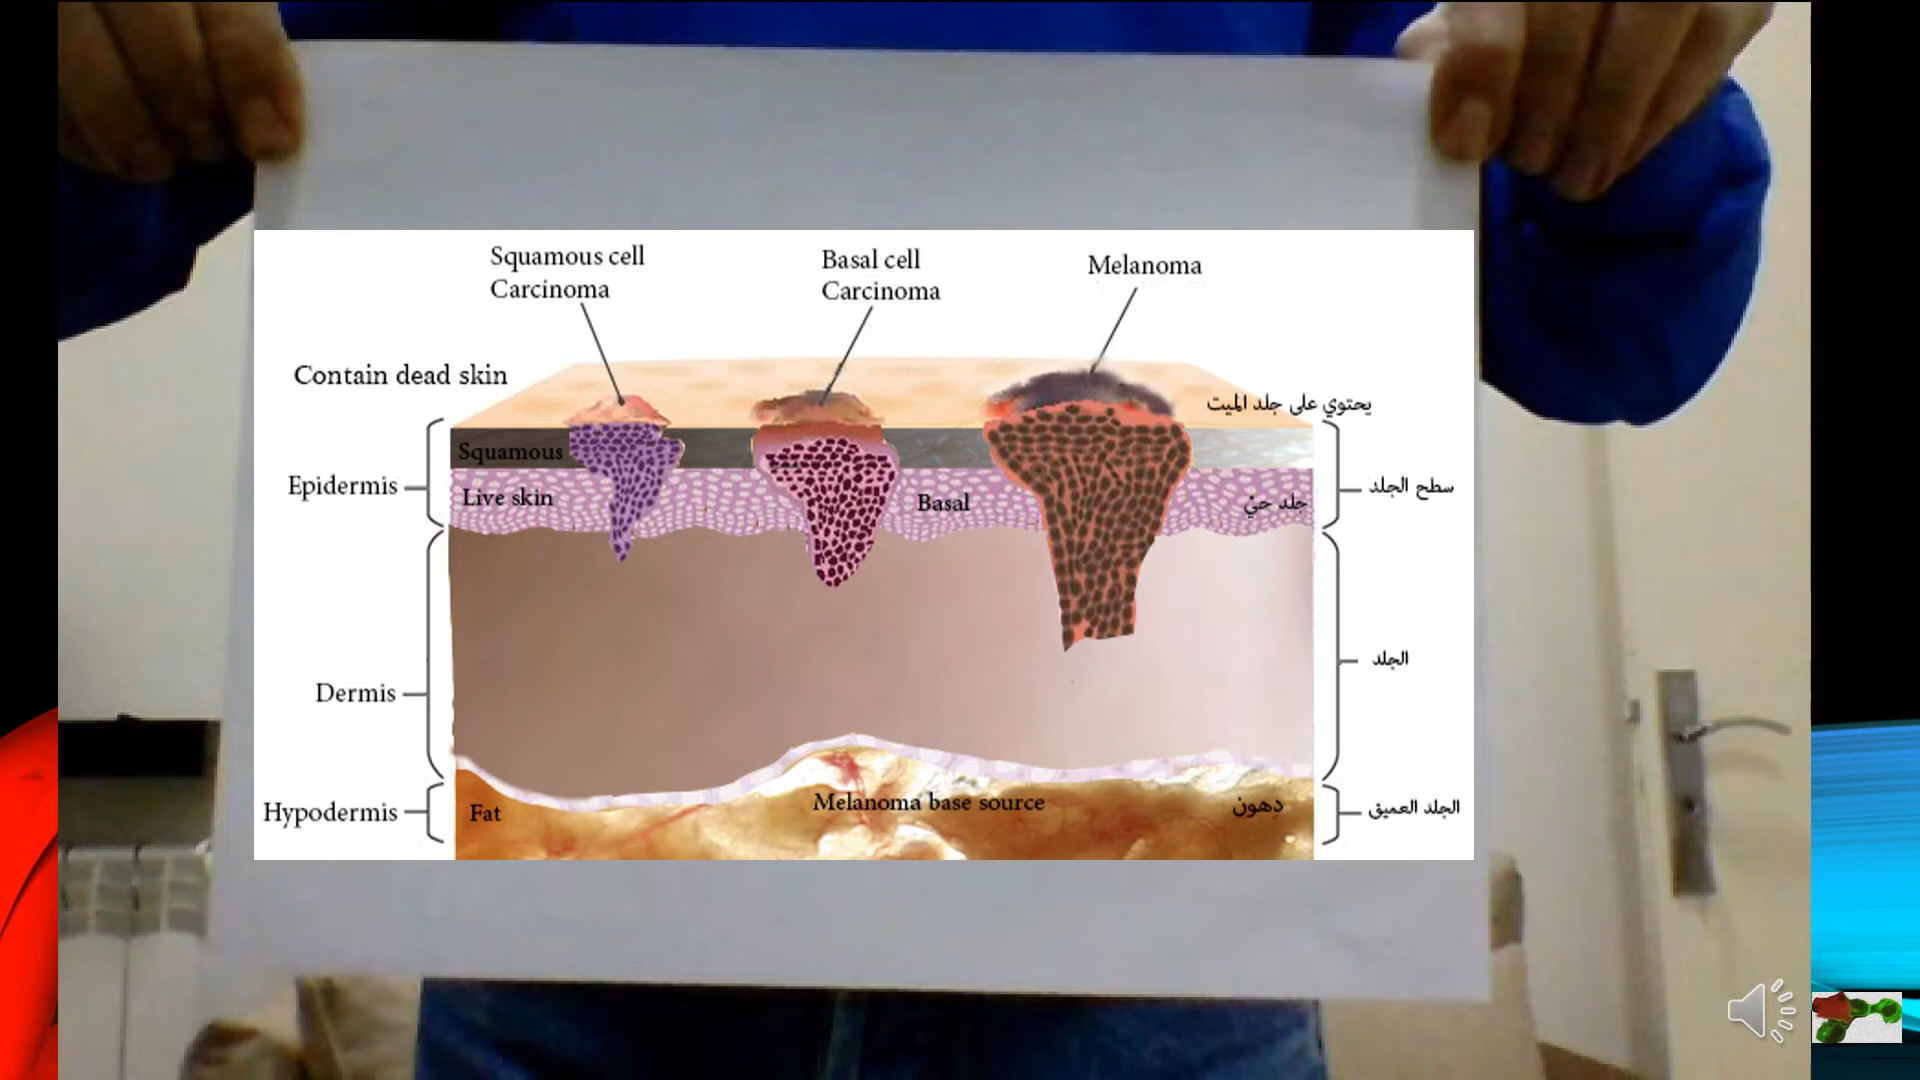 Squamous cell
Carcinoma
Basal cell
Carcinoma
Melanoma
Contain dead skin
يحتوي على جلد الميت
Squamous
Epidermis
سطح الجلد
Live skin
Basal
جلد حيّ
الجلد
Dermis
Hypodermis
Fat
Melanoma base source
دهون
الجلد العميق